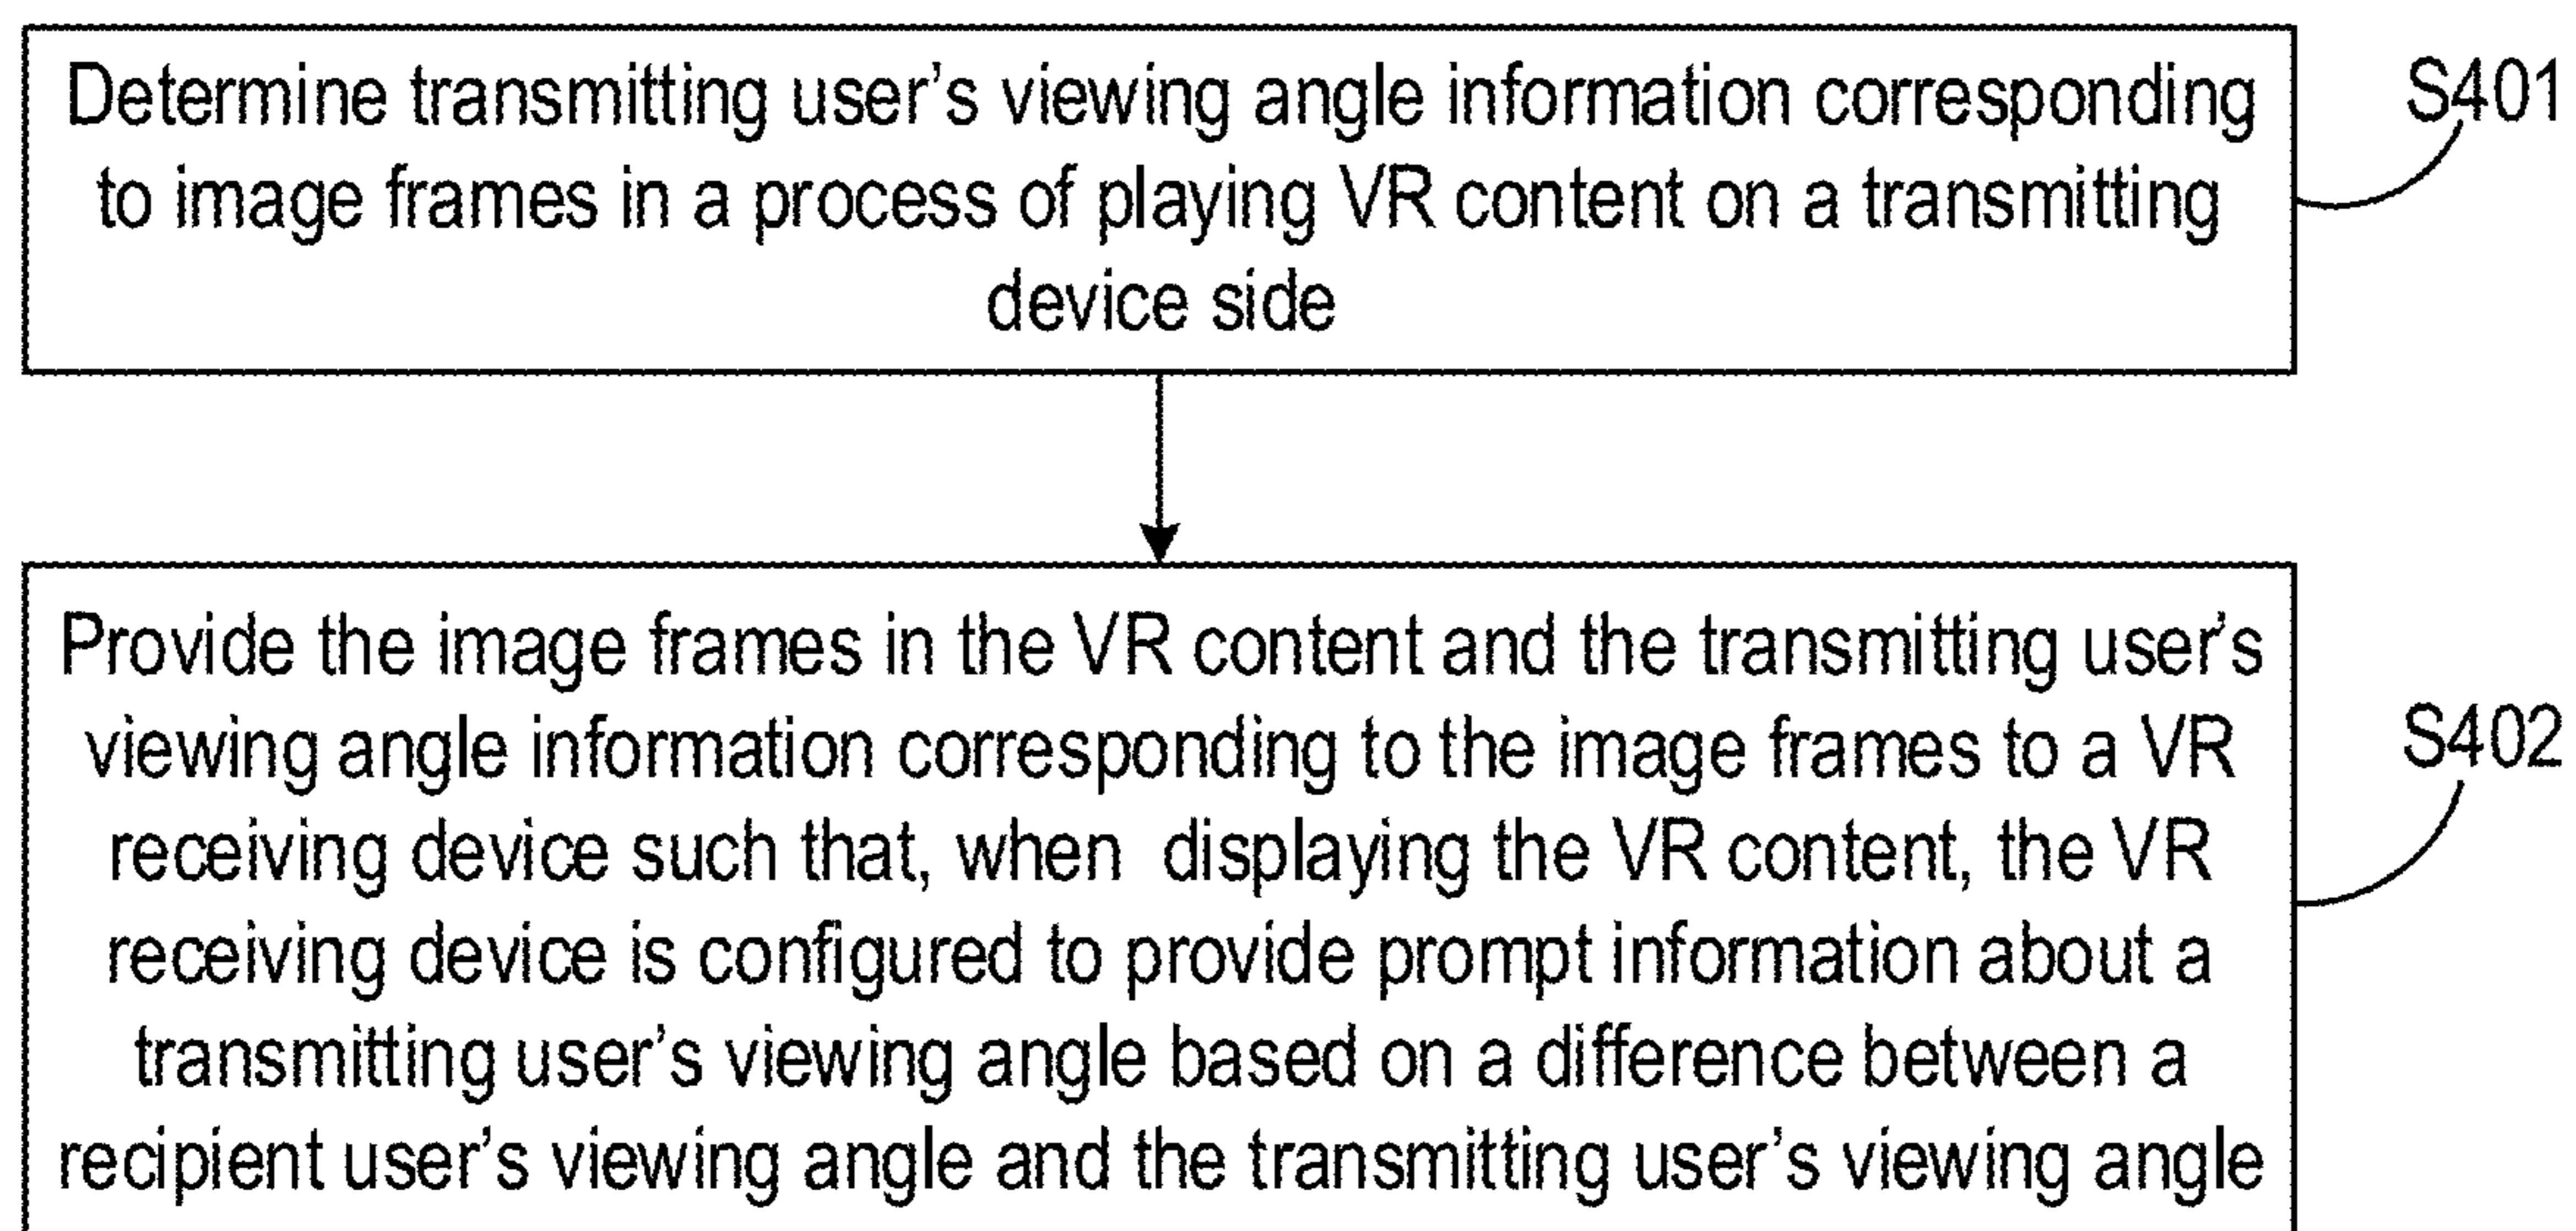 Determine transmitting user’s viewing angle information corresponding
to image frames in a process of playing VR content on a transmitting
device side
S401
Provide the image frames in the VR content and the transmitting user’s
viewing angle information corresponding to the image frames to a VR
receiving device such that, when displaying the VR content, the VR
receiving device is configured to provide prompt information about a
transmitting user’s viewing angle based on a difference between a
recipient user’s viewing angle and the transmitting user’s viewing angle
S402